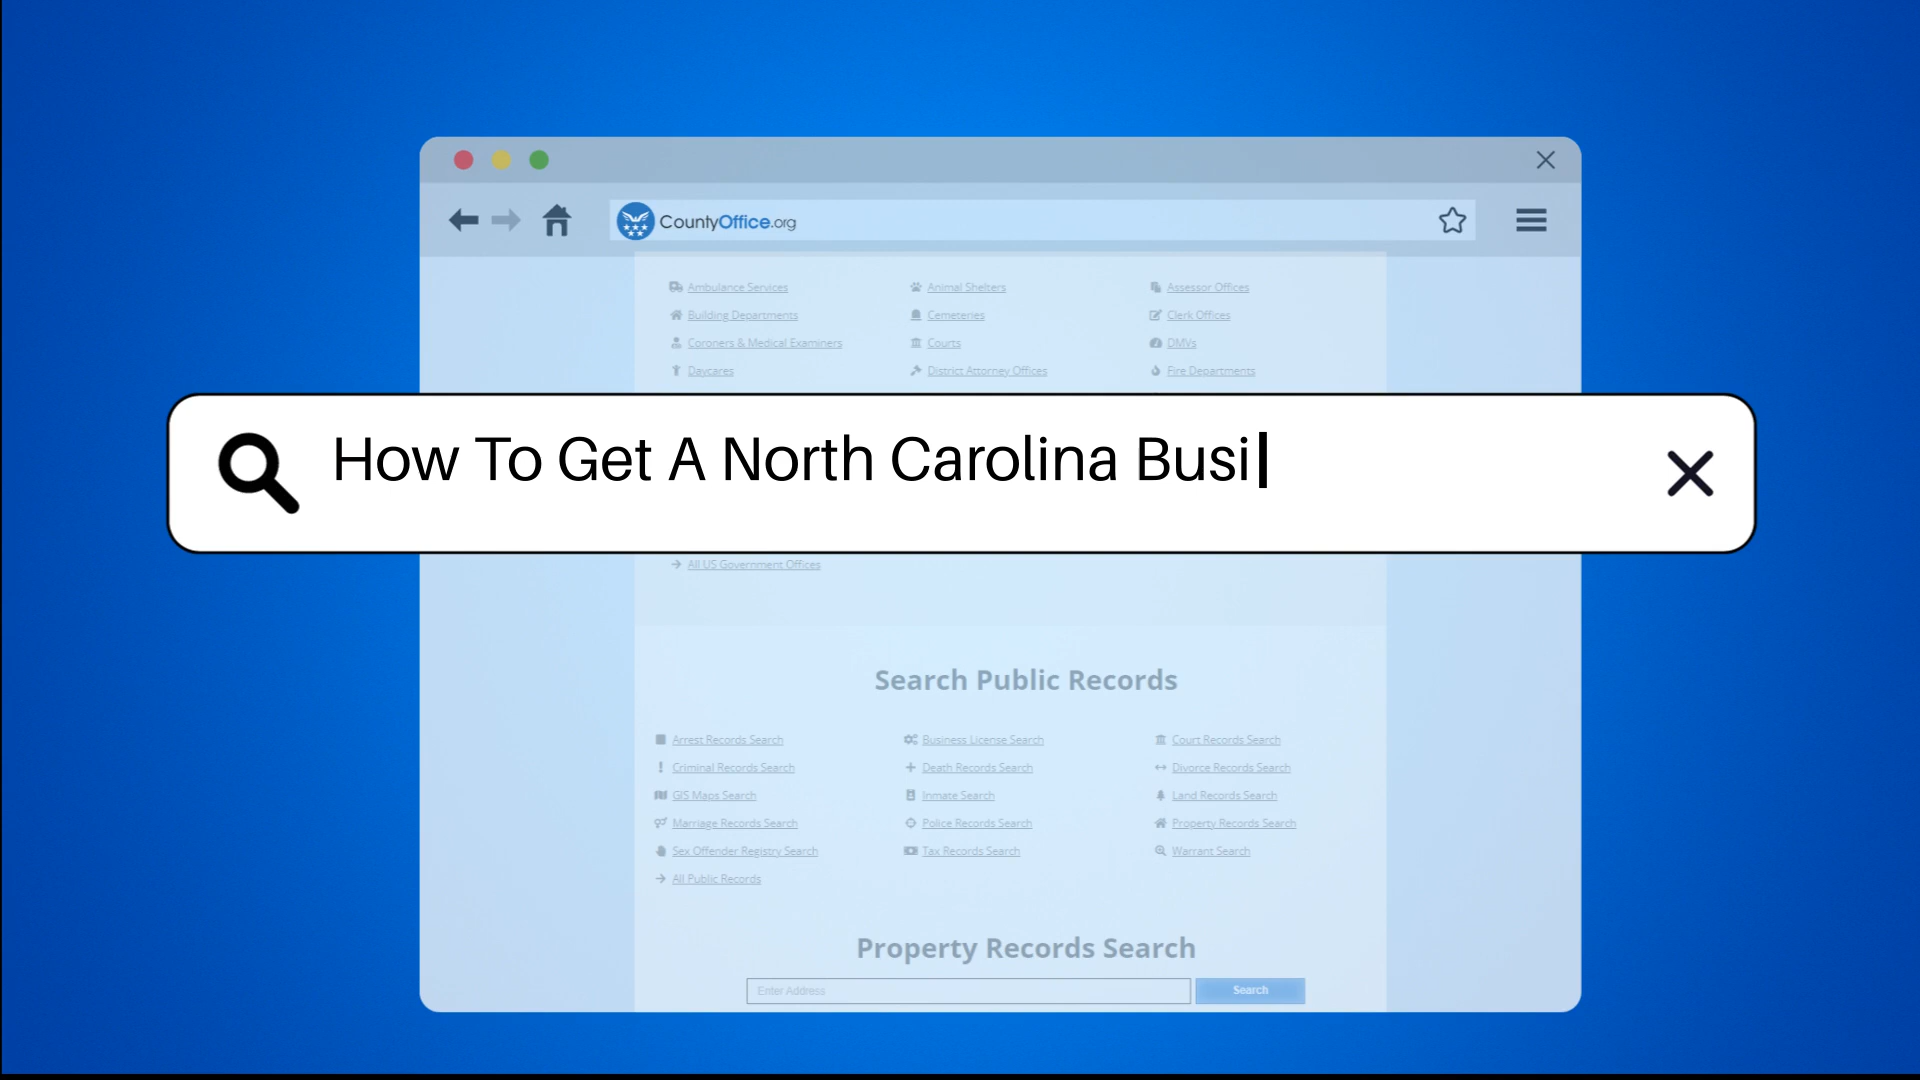 CountyOffice.org
Ambulance Services Animal Shelters Assessor Offices
Building Departments Cemeteries Clerk Offices
Coroners & Medical Examiners Courts DMVs
Daycares District Attorney Offices Fire Departments
How To Get A North Carolina Busi
All US Government Offices
Search Public Records
Arrest Records Search Business License Search Court Records Search
Criminal Records Search Death Records Search Divorce Records Search
GIS Maps Search Inmate Search Land Records Search
Marriage Records Search Police Records Search Property Records Search
Sex Offender Registry Search Tax Records Search Warrant Search
All Public Records
Property Records Search
Enter Address Search